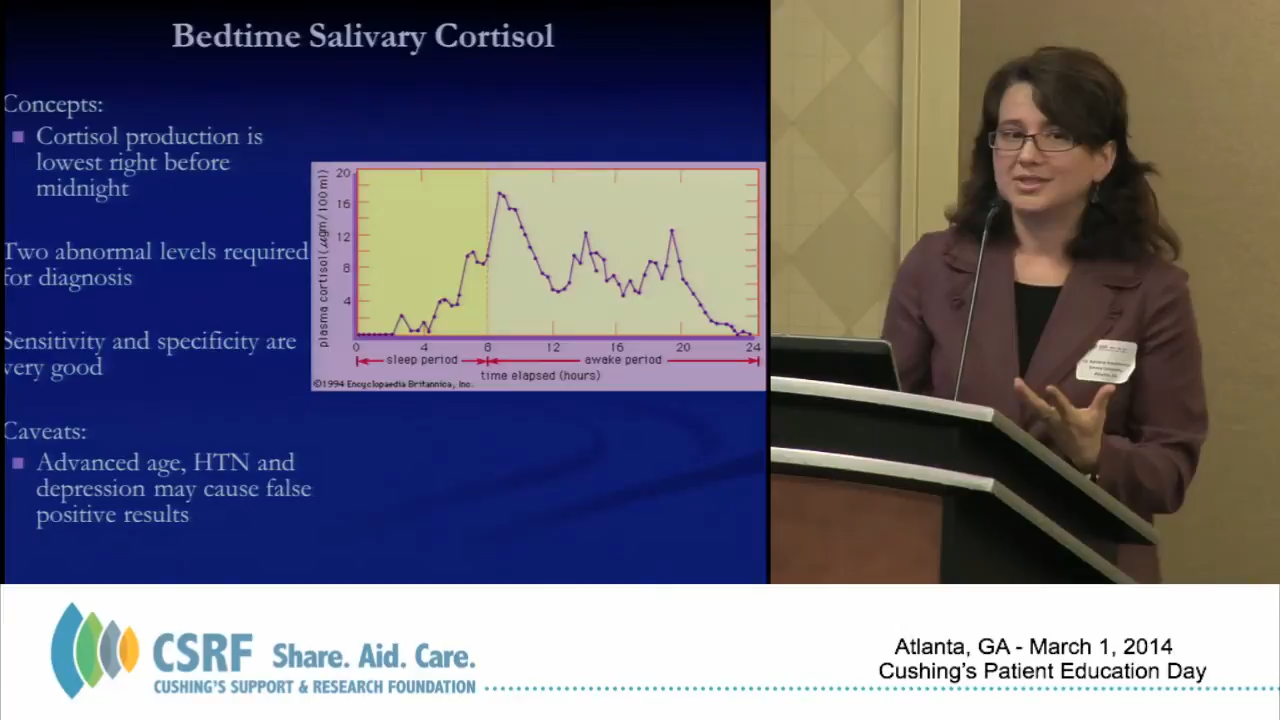 Bedtime Salivary Cortisol
Concepts:
Cortisol production is
lowest right before
midnight
Two abnormal levels required
for diagnosis
Sensitivity and specificity are
very good
Caveats:
Advanced age, HTN and
depression may cause false
positive results
plasma cortisol (µgm/100 ml)
20
16
12
8
4
0 4 8 12 16 20 24
sleep period awake period
time elapsed (hours)
©1994 Encyclopaedia Britannica, Inc.
CSRF Share. Aid. Care.
CUSHING'S SUPPORT & RESEARCH FOUNDATION
Atlanta, GA - March 1, 2014
Cushing's Patient Education Day